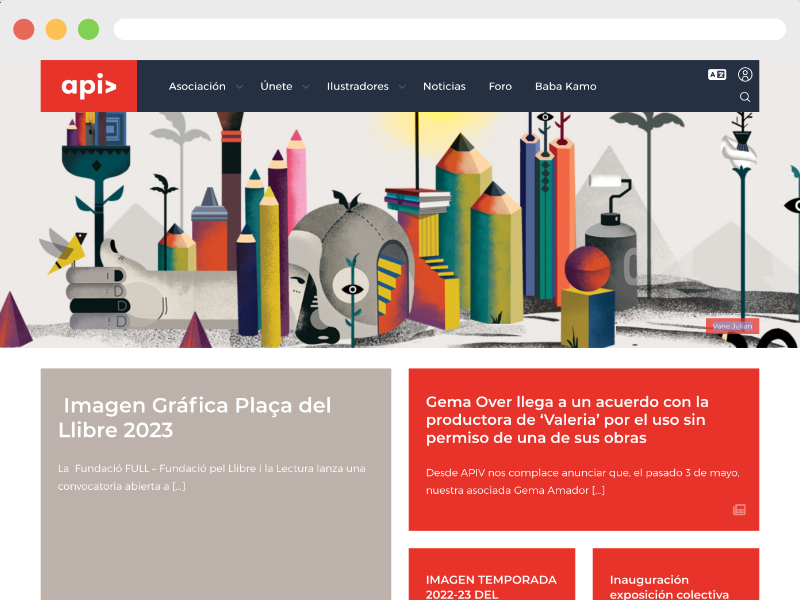 api>
Asociación
Únete
Ilustradores
Noticias
Foro
Baba Kamo
Vane Julián
Imagen Gráfica Plaça del
Llibre 2023
La Fundació FULL – Fundació pel Llibre i la Lectura lanza una
convocatoria abierta a [...]
Gema Over llega a un acuerdo con la
productora de ‘Valeria’ por el uso sin
permiso de una de sus obras
Desde APIV nos complace anunciar que, el pasado 3 de mayo,
nuestra asociada Gema Amador [...]
IMAGEN TEMPORADA
2022-23 DEL
Inauguración
exposición colectiva